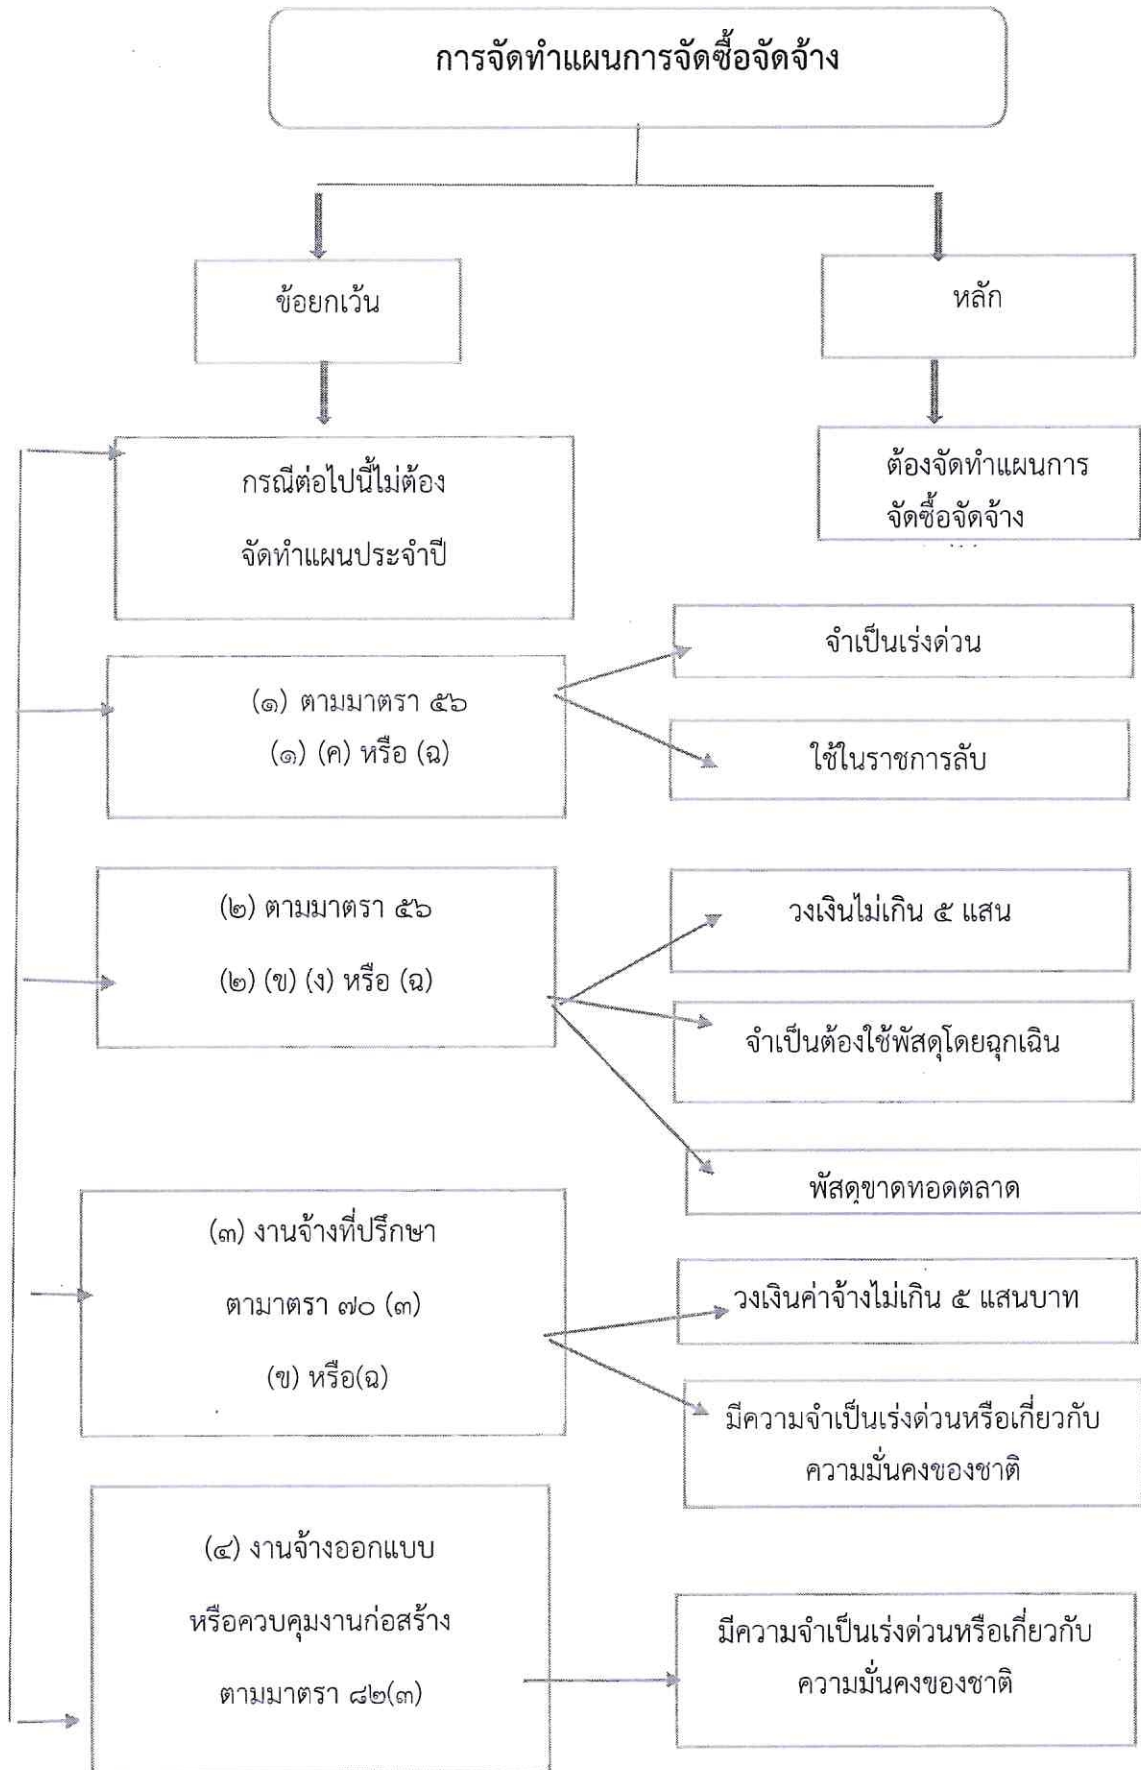 การจัดทำแผนการจัดซื้อจัดจ้าง
ข้อยกเว้น
หลัก
กรณีต่อไปนี้ไม่ต้อง
จัดทำแผนประจำปี
ต้องจัดทำแผนการ
จัดซื้อจัดจ้าง
(๑) ตามมาตรา ๕๖
(๑) (ค) หรือ (ฉ)
จำเป็นเร่งด่วน
ใช้ในราชการลับ
(๒) ตามมาตรา ๕๖
(๒) (ข) (ง) หรือ (ฉ)
วงเงินไม่เกิน ๕ แสน
จำเป็นต้องใช้พัสดุโดยฉุกเฉิน
พัสดุขาดทอดตลาด
(๓) งานจ้างที่ปรึกษา
ตามาตรา ๗๐ (๓)
(ข) หรือ(ฉ)
วงเงินค่าจ้างไม่เกิน ๕ แสนบาท
มีความจำเป็นเร่งด่วนหรือเกี่ยวกับ
ความมั่นคงของชาติ
(๔) งานจ้างออกแบบ
หรือควบคุมงานก่อสร้าง
ตามมาตรา ๘๒(๓)
มีความจำเป็นเร่งด่วนหรือเกี่ยวกับ
ความมั่นคงของชาติ